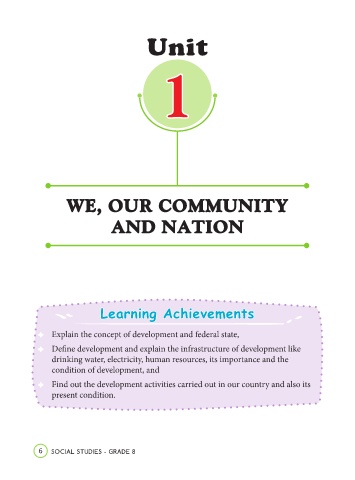 Unit
1
WE, OUR COMMUNITY
AND NATION
Learning Achievements
Explain the concept of development and federal state,
Define development and explain the infrastructure of development like
drinking water, electricity, human resources, its importance and the
condition of development, and
Find out the development activities carried out in our country and also its
present condition.
6 SOCIAL STUDIES - GRADE 8